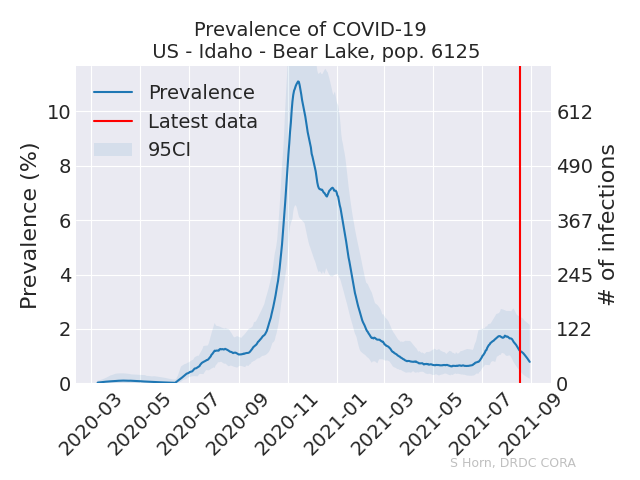 Prevalence of COVID-19
US - Idaho - Bear Lake, pop. 6125
Prevalence
Latest data
95CI
Prevalence (%)
10
8
6
4
2
0
612
490
367
245
122
0
# of infections
2020-03
2020-05
2020-07
2020-09
2020-11
2021-01
2021-03
2021-05
2021-07
2021-09
S Horn, DRDC CORA